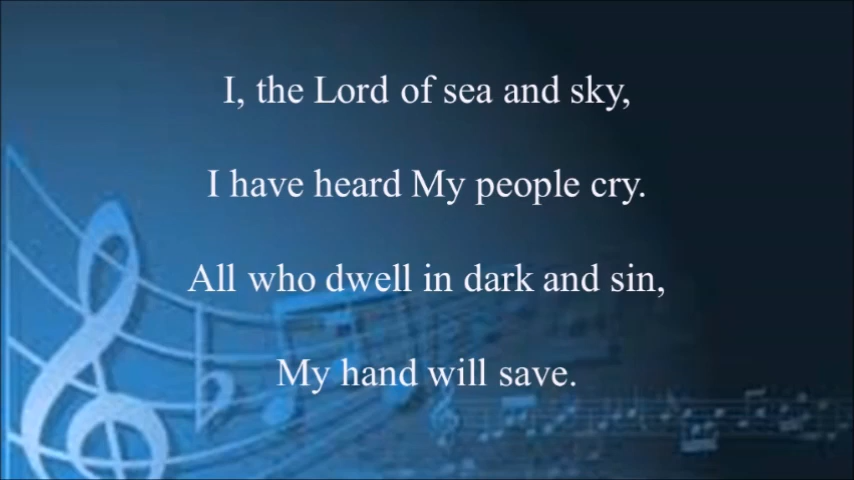 I, the Lord of sea and sky,
I have heard My people cry.
All who dwell in dark and sin,
My hand will save.